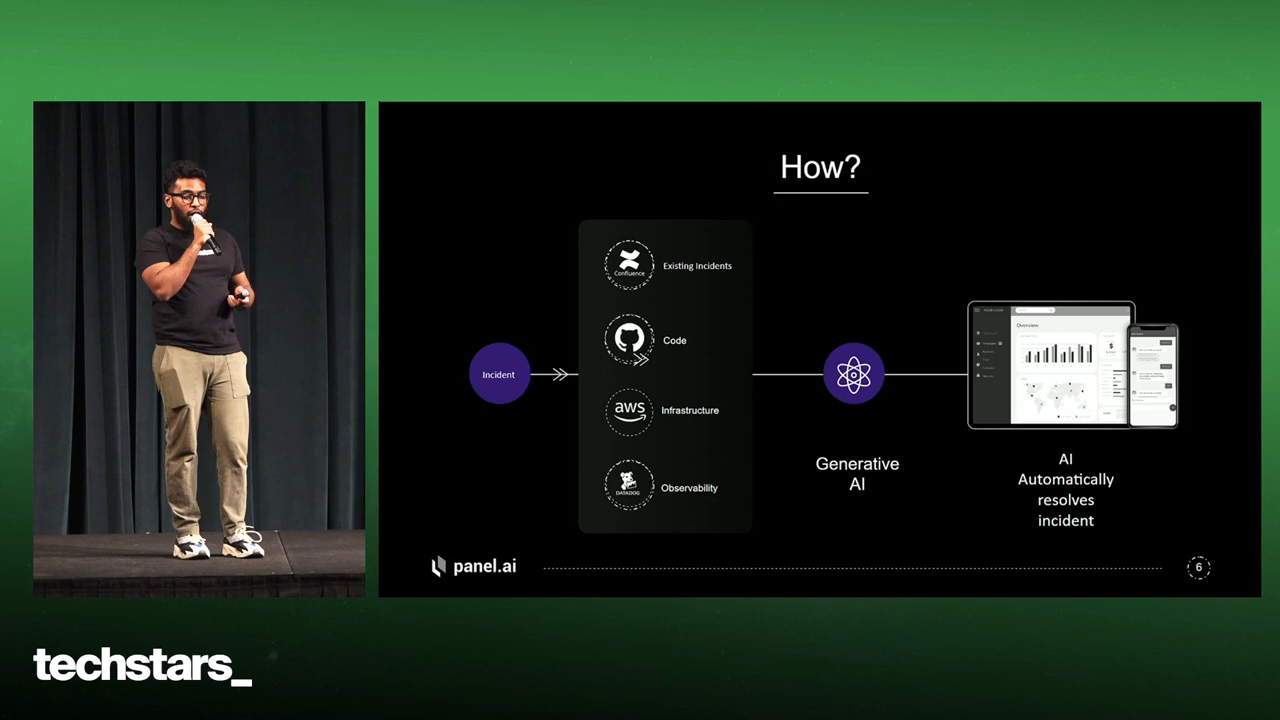 How?
Confluence
Existing Incidents
Code
Incident
aws
Infrastructure
DATADOG
Observability
Generative
AI
Overview
AI
Automatically
resolves
incident
panel.ai
6
techstars_